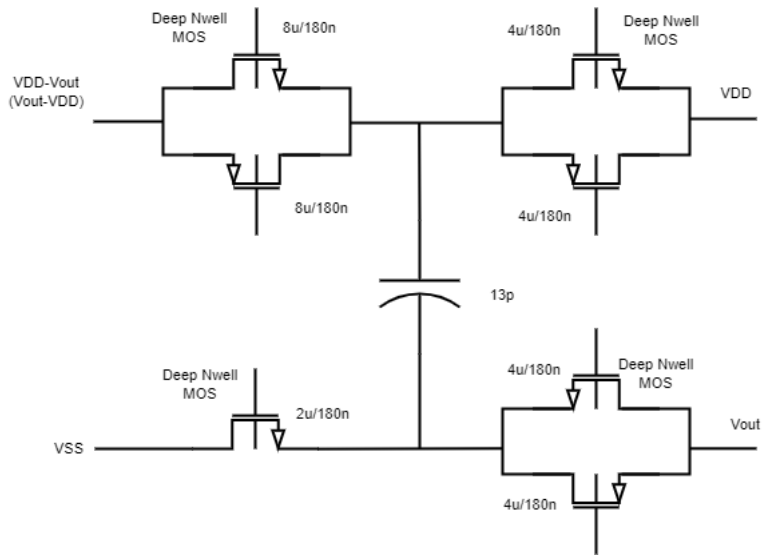 Deep Nwell
MOS
8u/180n
4u/180n
Deep Nwell
MOS
VDD-Vout
(Vout-VDD)
VDD
8u/180n
4u/180n
13p
Deep Nwell
MOS
2u/180n
4u/180n
Deep Nwell
MOS
VSS
Vout
4u/180n